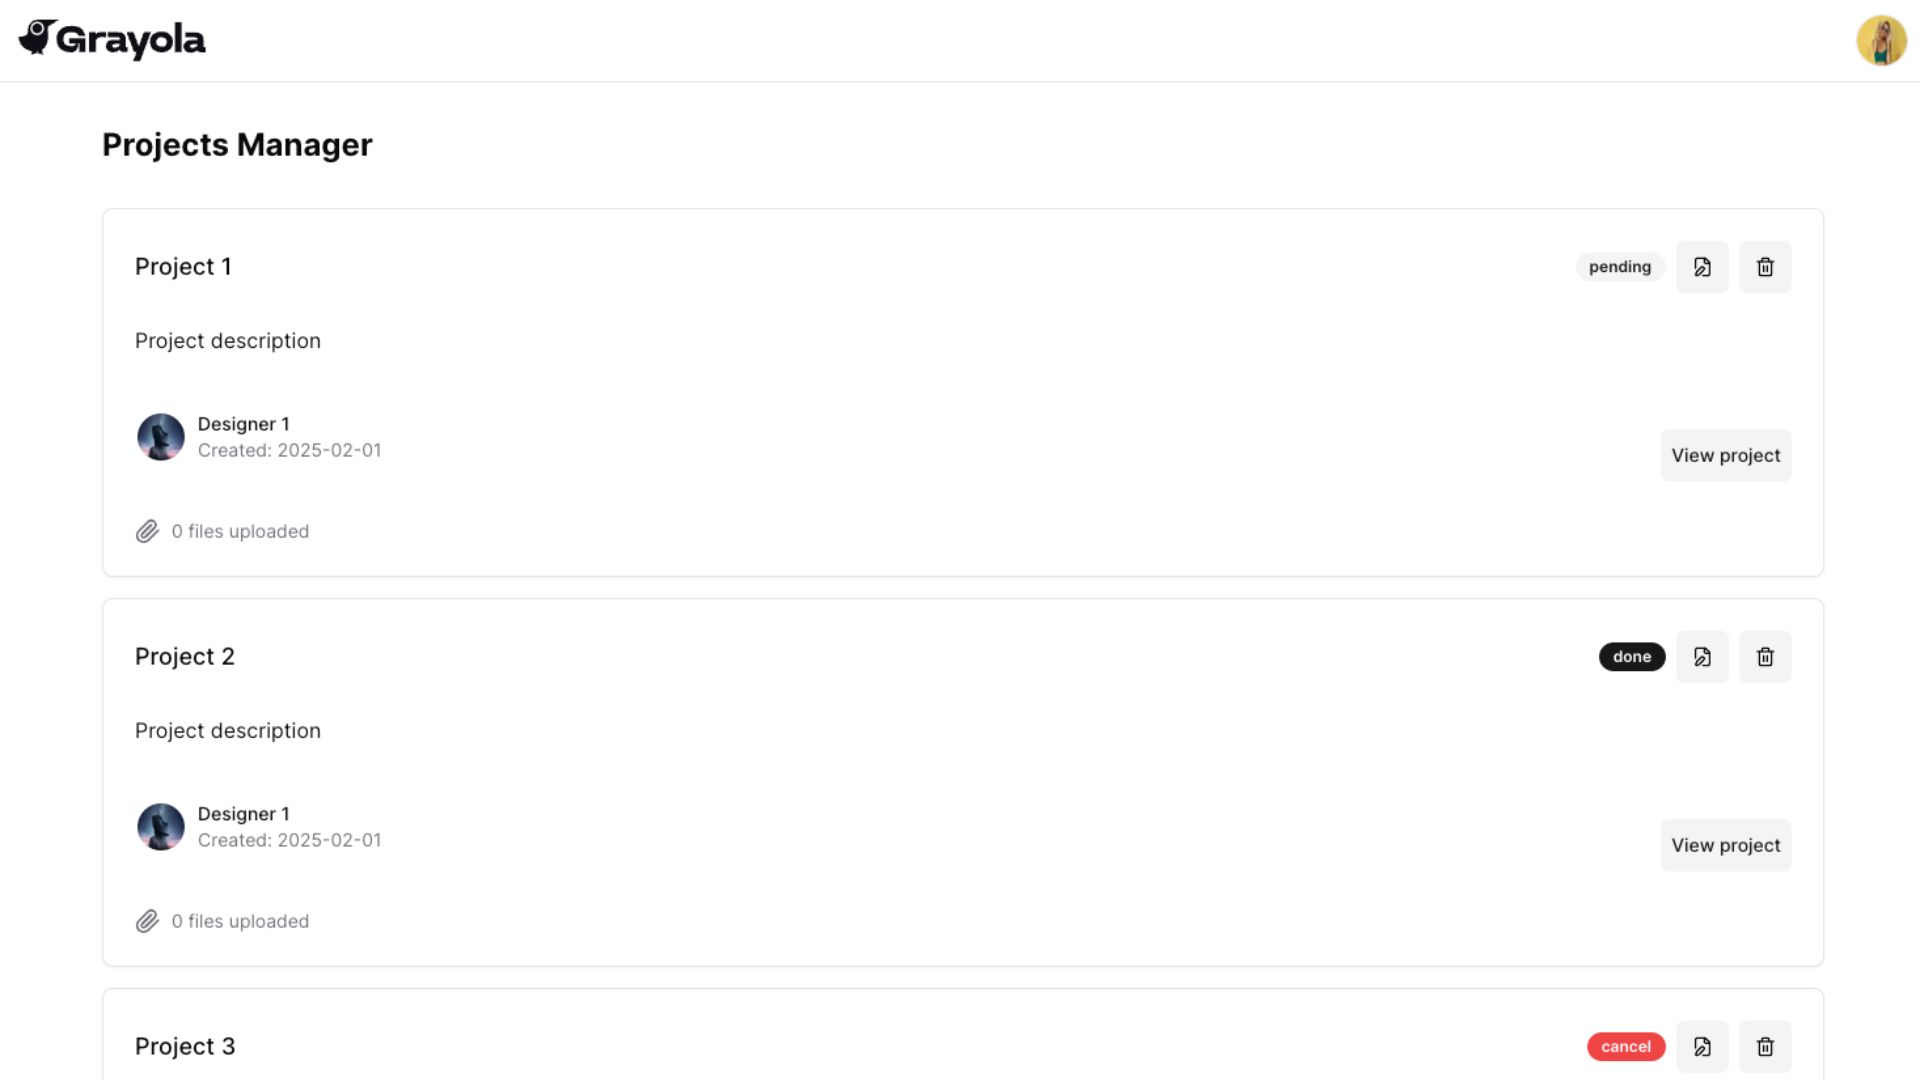 Grayola
Projects Manager
Project 1
pending
Project description
Designer 1
Created: 2025-02-01
View project
0 files uploaded
Project 2
done
Project description
Designer 1
Created: 2025-02-01
View project
0 files uploaded
Project 3
cancel